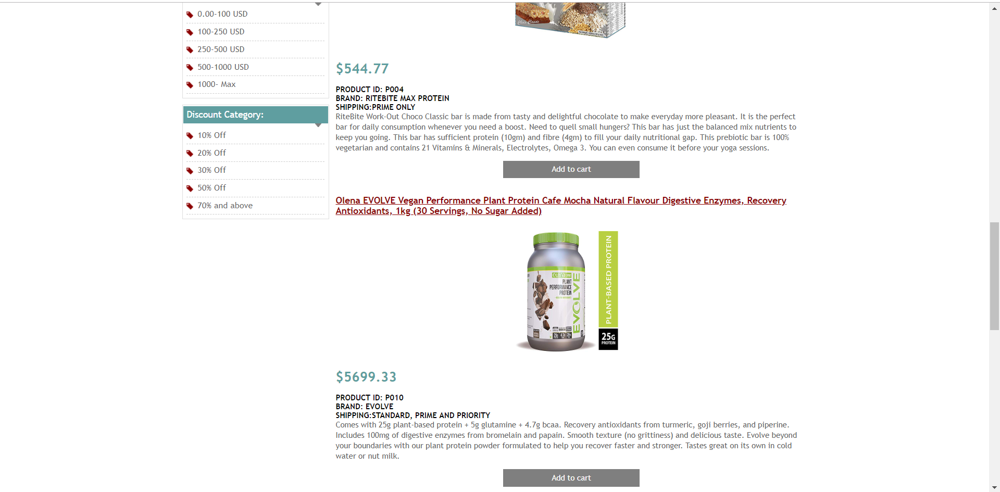 0.00-100 USD
100-250 USD
250-500 USD
500-1000 USD
1000- Max
Discount Category:
10% Off
20% Off
30% Off
50% Off
70% and above
Choco Classic
$544.77
PRODUCT ID: P004
BRAND: RITEBITE MAX PROTEIN
SHIPPING:PRIME ONLY
RiteBite Work-Out Choco Classic bar is made from tasty and delightful chocolate to make everyday more pleasant. It is the perfect
bar for daily consumption whenever you need a boost. Need to quell small hungers? This bar has just the balanced mix nutrients to
keep you going. This bar has sufficient protein (10gm) and fibre (4gm) to fill your daily nutritional gap. This prebiotic bar is 100%
vegetarian and contains 21 Vitamins & Minerals, Electrolytes, Omega 3. You can even consume it before your yoga sessions.
Add to cart
Olena EVOLVE Vegan Performance Plant Protein Cafe Mocha Natural Flavour Digestive Enzymes, Recovery
Antioxidants, 1kg (30 Servings, No Sugar Added)
PLANT
PERFORMANCE
PROTEIN
EVOLVE
PLANT-BASED PROTEIN
25G
PROTEIN
$5699.33
PRODUCT ID: P010
BRAND: EVOLVE
SHIPPING:STANDARD, PRIME AND PRIORITY
Comes with 25g plant-based protein + 5g glutamine + 4.7g bcaa. Recovery antioxidants from turmeric, goji berries, and piperine.
Includes 100mg of digestive enzymes from bromelain and papain. Smooth texture (no grittiness) and delicious taste. Evolve beyond
your boundaries with our plant protein powder formulated to help you recover faster and stronger. Tastes great on its own in cold
water or nut milk.
Add to cart